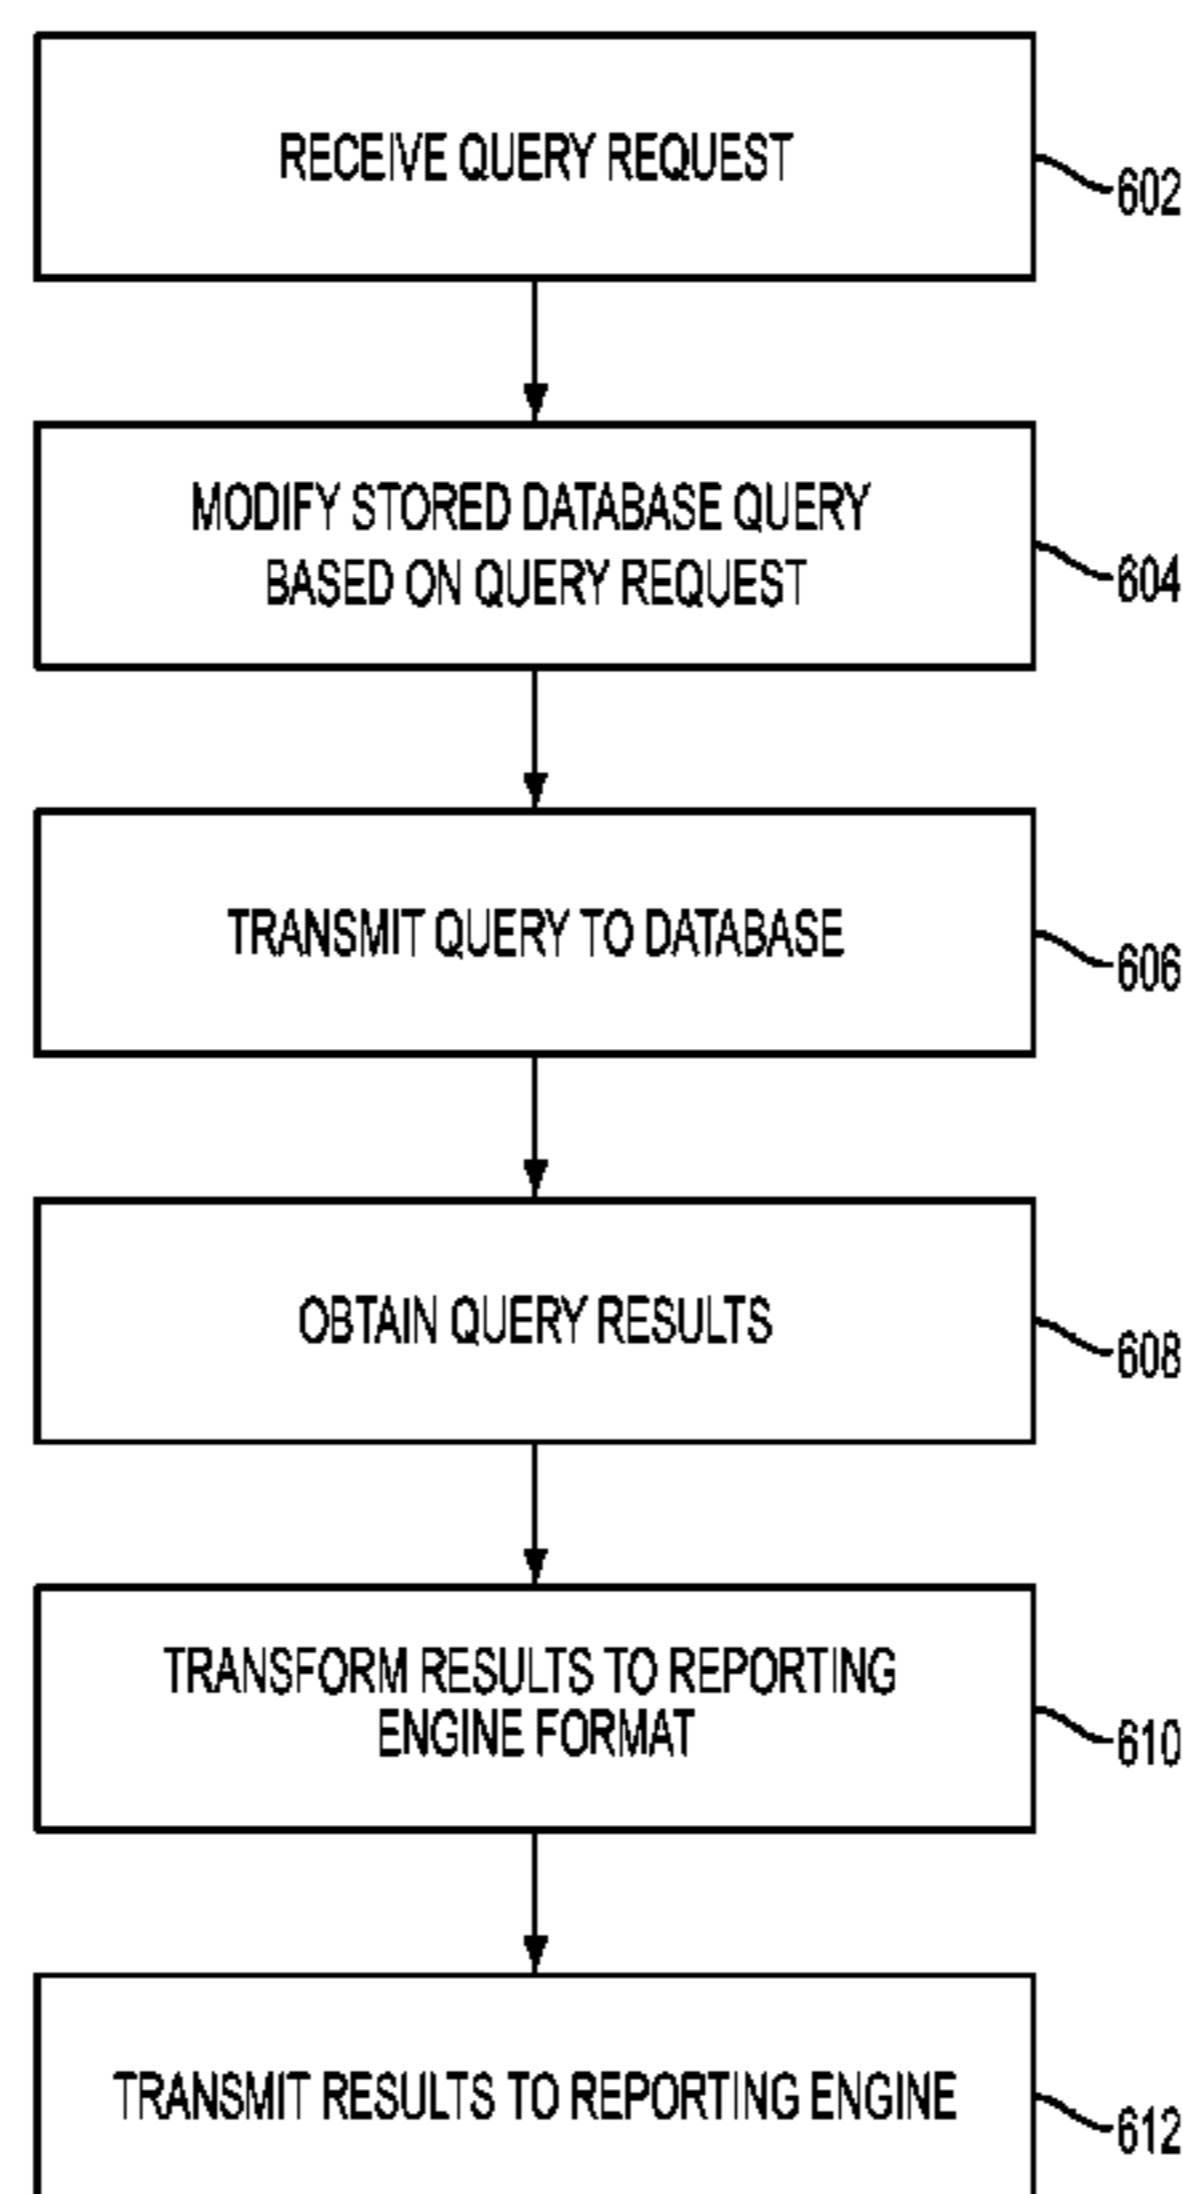 RECEIVE QUERY REQUEST
602
MODIFY STORED DATABASE QUERY
BASED ON QUERY REQUEST
604
TRANSMIT QUERY TO DATABASE
606
OBTAIN QUERY RESULTS
608
TRANSFORM RESULTS TO REPORTING
ENGINE FORMAT
610
TRANSMIT RESULTS TO REPORTING ENGINE
612